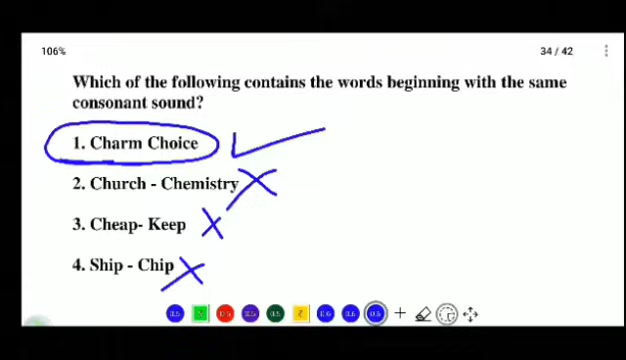 106%
34 / 42
Which of the following contains the words beginning with the same
consonant sound?
1. Charm Choice
2. Church - Chemistry
3. Cheap- Keep
4. Ship - Chip